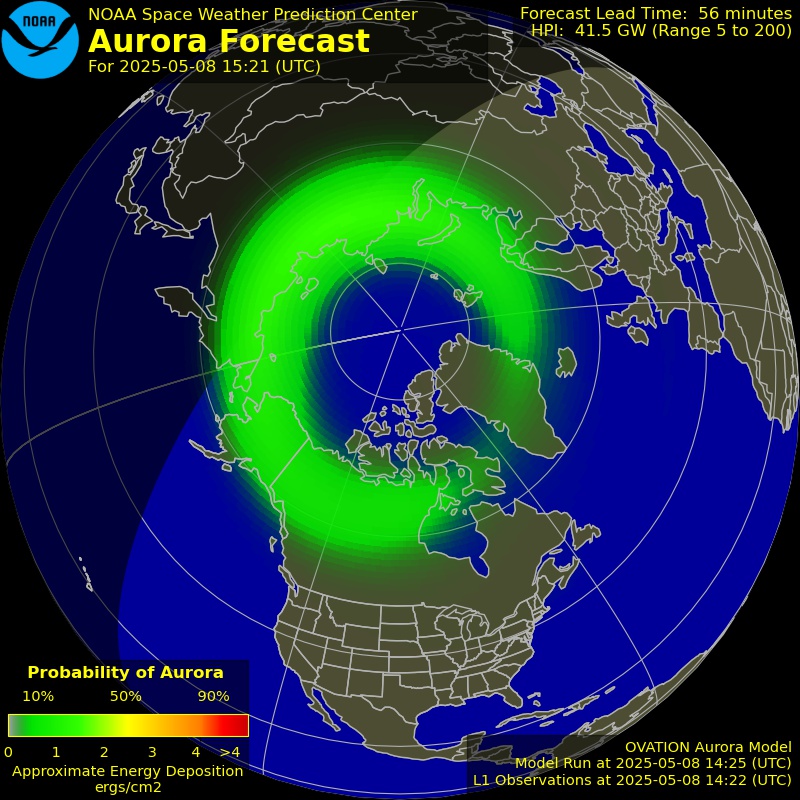 NOAA
NOAA Space Weather Prediction Center
Aurora Forecast
For 2025-05-08 15:21 (UTC)
Forecast Lead Time: 56 minutes
HPI: 41.5 GW (Range 5 to 200)
Probability of Aurora
10% 50% 90%
0 1 2 3 4 >4
Approximate Energy Deposition
ergs/cm2
OVATION Aurora Model
Model Run at 2025-05-08 14:25 (UTC)
L1 Observations at 2025-05-08 14:22 (UTC)